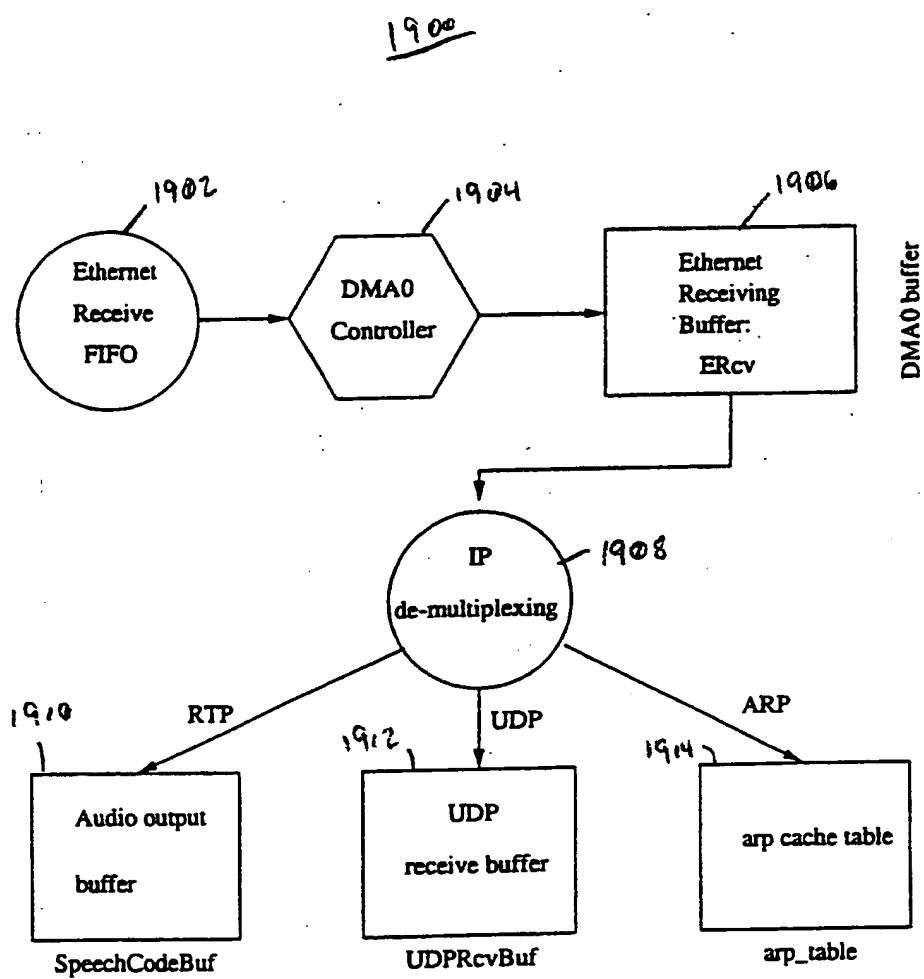 1900
1902
1904
1906
Ethernet
Receive
FIFO
DMA0
Controller
Ethernet
Receiving
Buffer:
ERcv
DMA0 buffer
IP
de-multiplexing
1908
RTP
UDP
ARP
1910
1912
1914
Audio output
buffer
UDP
receive buffer
arp cache table
SpeechCodeBuf
UDPRcvBuf
arp_table